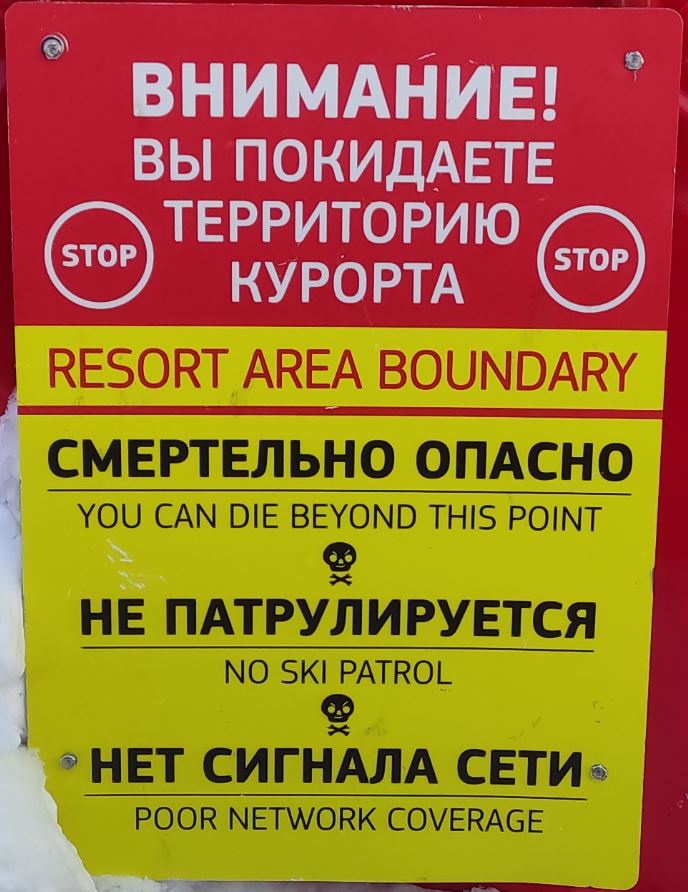 ВНИМАНИЕ!
ВЫ ПОКИДАЕТЕ
ТЕРРИТОРИЮ
STOP
STOP
КУРОРТА
RESORT AREA BOUNDARY
СМЕРТЕЛЬНО ОПАСНО
YOU CAN DIE BEYOND THIS POINT
НЕ ПАТРУЛИРУЕТСЯ
NO SKI PATROL
НЕТ СИГНАЛА СЕТИ
POOR NETWORK COVERAGE